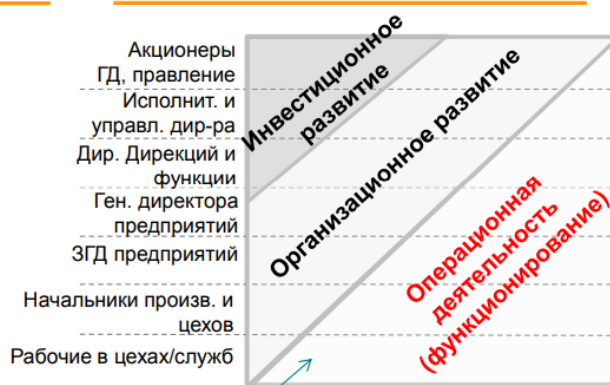 Акционеры
ГД, правление
Исполнит. и
управл. дир-ра
Дир. Дирекций и
функции
Ген. директора
предприятий
ЗГД предприятий
Начальники произв. и
цехов
Рабочие в цехах/служб
Инвестиционное
развитие
Организационное развитие
Операционная
деятельность
(функционирование)